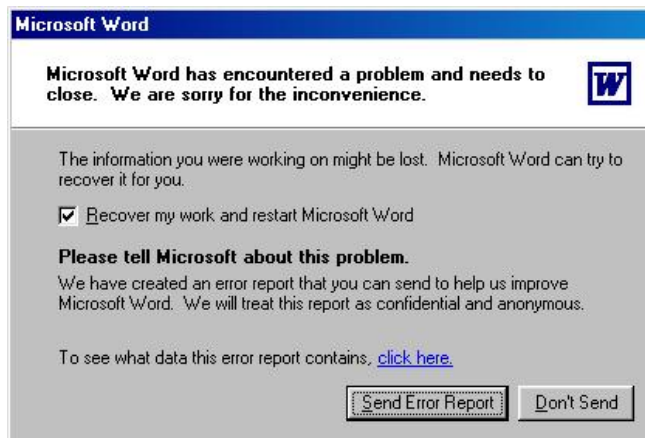 Microsoft Word
Microsoft Word has encountered a problem and needs to
close.  We are sorry for the inconvenience.
W
The information you were working on might be lost.  Microsoft Word can try to
recover it for you.
Recover my work and restart Microsoft Word
Please tell Microsoft about this problem.
We have created an error report that you can send to help us improve
Microsoft Word.  We will treat this report as confidential and anonymous.
To see what data this error report contains, click here.
Send Error Report Don't Send